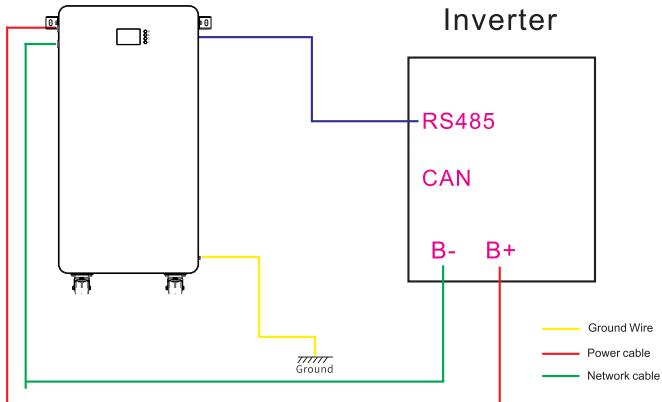 Inverter
RS485
CAN
B- B+
Ground
Ground Wire
Power cable
Network cable